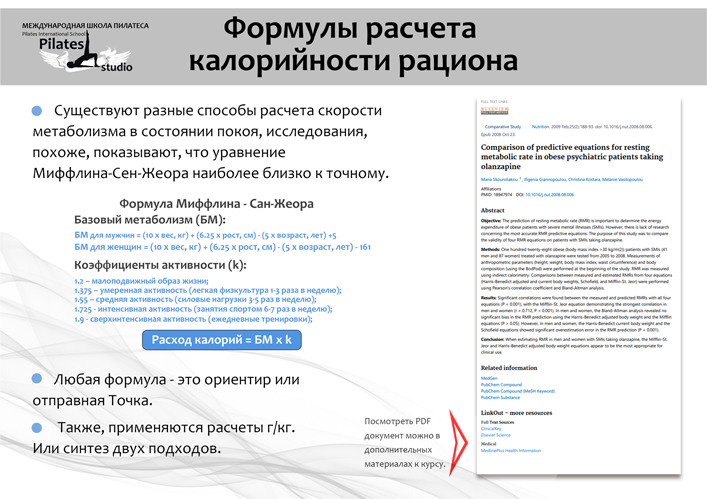 МЕЖДУНАРОДНАЯ ШКОЛА ПИЛАТЕСА
Pilates International School
Pilates
studio
Формулы расчета
калорийности рациона
Существуют разные способы расчета скорости
метаболизма в состоянии покоя, исследования,
похоже, показывают, что уравнение
Миффлина-Сен-Жеора наиболее близко к точному.
Формула Миффлина - Сан-Жеора
Базовый метаболизм (БМ):
БМ для мужчин = (10 x вес, кг) + (6.25 x рост, см) - (5 x возраст, лет) +5
БМ для женщин = (10 x вес, кг) + (6.25 x рост, см) - (5 x возраст, лет) - 161
Коэффициенты активности (k):
1.2 – малоподвижный образ жизни;
1.375 – умеренная активность (легкая физкультура 1-3 раза в неделю);
1.55 – средняя активность (силовые нагрузки 3-5 раз в неделю);
1.725 - интенсивная активность (занятия спортом 6-7 раз в неделю);
1.9 - сверхинтенсивная активность (ежедневные тренировки);
Расход калорий = БМ x k
Любая формула - это ориентир или
отправная Точка.
Также, применяются расчеты г/кг.
Или синтез двух подходов.
Посмотреть PDF
документ можно в
дополнительных
материалах к курсу.
FULL TEXT LINKS
Comparative Study Nutrition. 2009 Feb;25(2):188-93. doi: 10.1016/j.nut.2008.08.006.
Epub 2008 Oct 23.
Comparison of predictive equations for resting
metabolic rate in obese psychiatric patients taking
olanzapine
Maria Skouroliakou, Ifigenia Giannopoulou, Christina Kostara, Melanie Vasilopoulou
Affiliations
PMID: 18947974 DOI: 10.1016/j.nut.2008.08.006
Abstract
Objective: The prediction of resting metabolic rate (RMR) is important to determine the energy
expenditure of obese patients with severe mental illnesses (SMIs). However, there is lack of research
concerning the most accurate RMR predictive equations. The purpose of this study was to compare
the validity of four RMR equations on patients with SMIs taking olanzapine.
Methods: One hundred twenty-eight obese (body mass index >30 kg/m(2)) patients with SMIs (41
men and 87 women) treated with olanzapine were tested from 2005 to 2008. Measurements of
anthropometric parameters (height, weight, body mass index, waist circumference) and body
composition (using the BodPod) were performed at the beginning of the study. RMR was measured
using indirect calorimetry. Comparisons between measured and estimated RMRs from four equations
(Harris-Benedict adjusted and current body weights, Schofield, and Mifflin-St. Jeor) were performed
using Pearson's correlation coefficient and Bland-Altman analysis.
Results: Significant correlations were found between the measured and predicted RMRs with all four
equations (P < 0.001), with the Mifflin-St. Jeor equation demonstrating the strongest correlation in
men and women (r = 0.712, P < 0.001). In men and women, the Bland-Altman analysis revealed no
significant bias in the RMR prediction using the Harris-Benedict adjusted body weight and the Mifflin
equations (P > 0.05). However, in men and women, the Harris-Benedict current body weight and the
Schofield equations showed significant overestimation error in the RMR prediction (P < 0.001).
Conclusion: When estimating RMR in men and women with SMIs taking olanzapine, the Mifflin-St.
Jeor and Harris-Benedict adjusted body weight equations appear to be the most appropriate for
clinical use.
Related information
MedGen
PubChem Compound
PubChem Compound (MeSH Keyword)
PubChem Substance
LinkOut – more resources
Full Text Sources
ClinicalKey
Elsevier Science
Medical
MedlinePlus Health Information